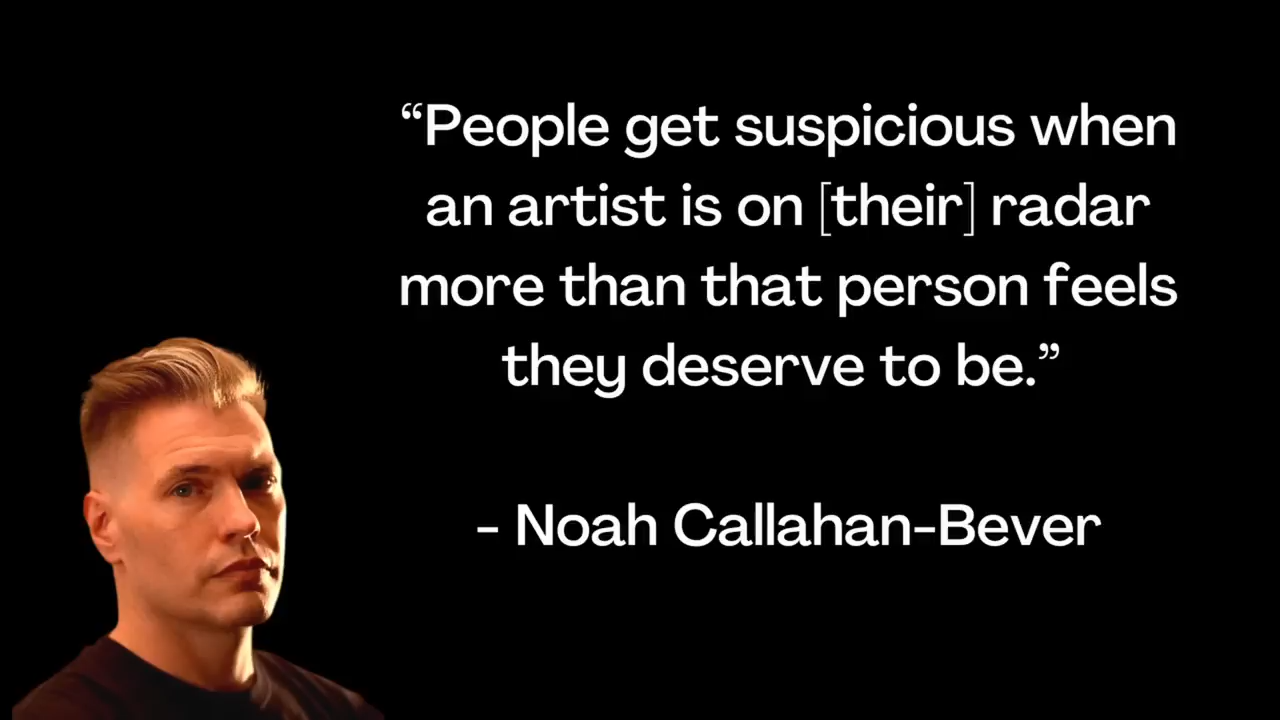 “People get suspicious when
an artist is on [their] radar
more than that person feels
they deserve to be.”
- Noah Callahan-Bever